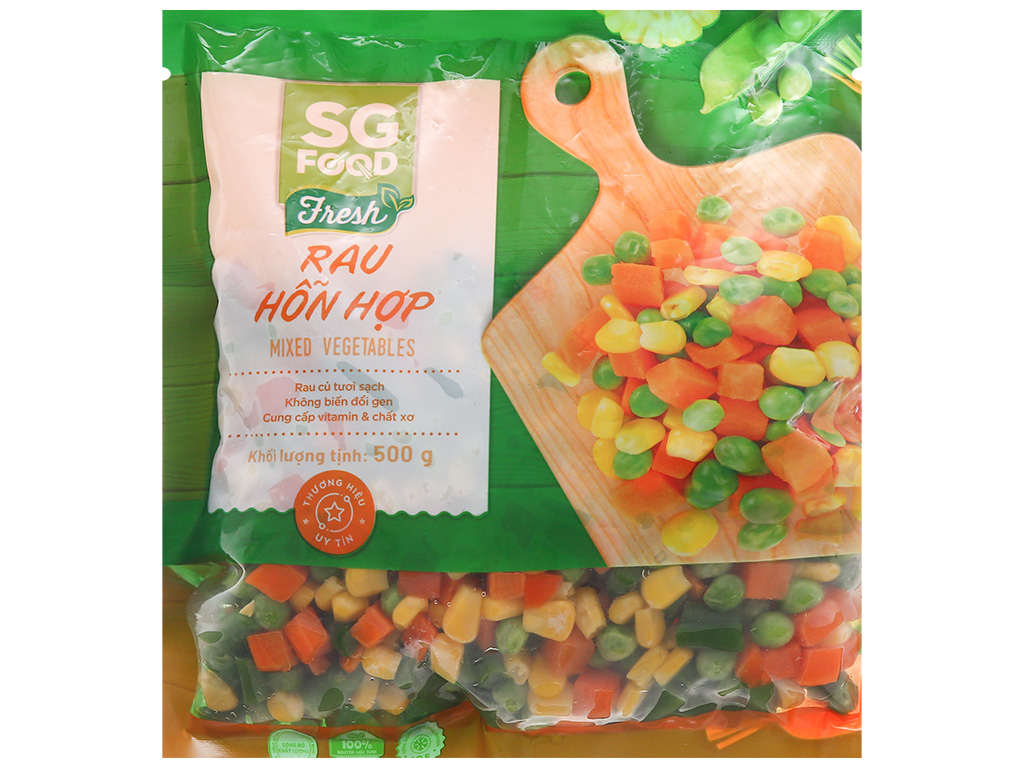 SG
FOOD
Fresh
RAU
HỖN HỢP
MIXED VEGETABLES
Rau củ tươi sạch
Không biến đổi gen
Cung cấp vitamin & chất xơ
Khối lượng tịnh: 500 g
THƯƠNG HIỆU
UY TÍN
100%